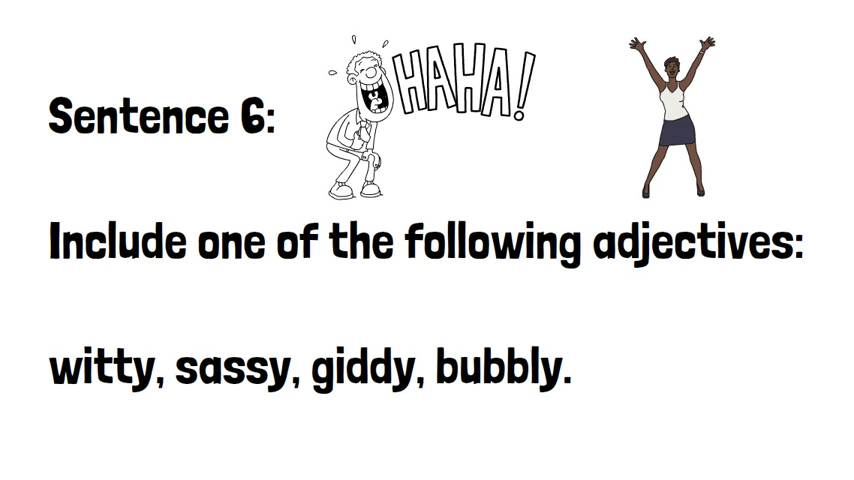 HAHA!
Sentence 6:
Include one of the following adjectives:
witty, sassy, giddy, bubbly.